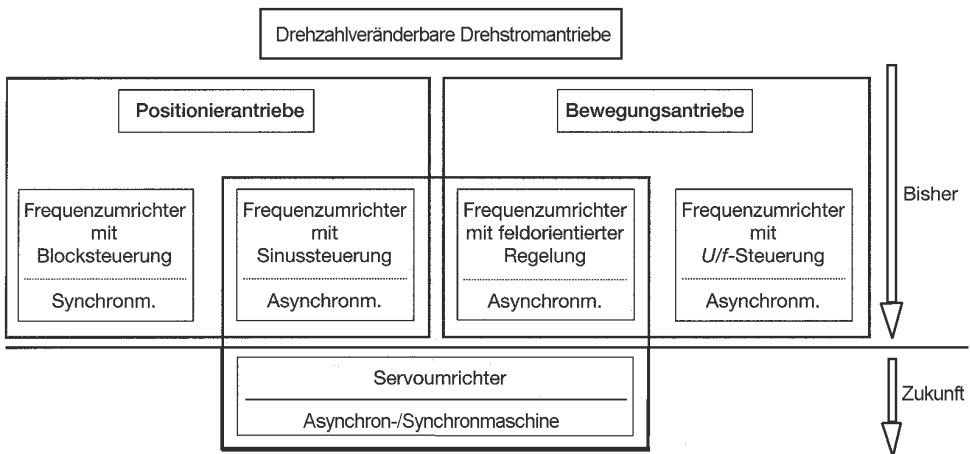 Drehzahlveränderbare Drehstromantriebe
Positionierantriebe
Bewegungsantriebe
Bisher
Frequenzumrichter
mit
Blocksteuerung
Synchronm.
Frequenzumrichter
mit
Sinussteuerung
Asynchronm.
Frequenzumrichter
mit feldorientierter
Regelung
Asynchronm.
Frequenzumrichter
mit
U/f-Steuerung
Asynchronm.
Servoumrichter
Asynchron-/Synchronmaschine
Zukunft